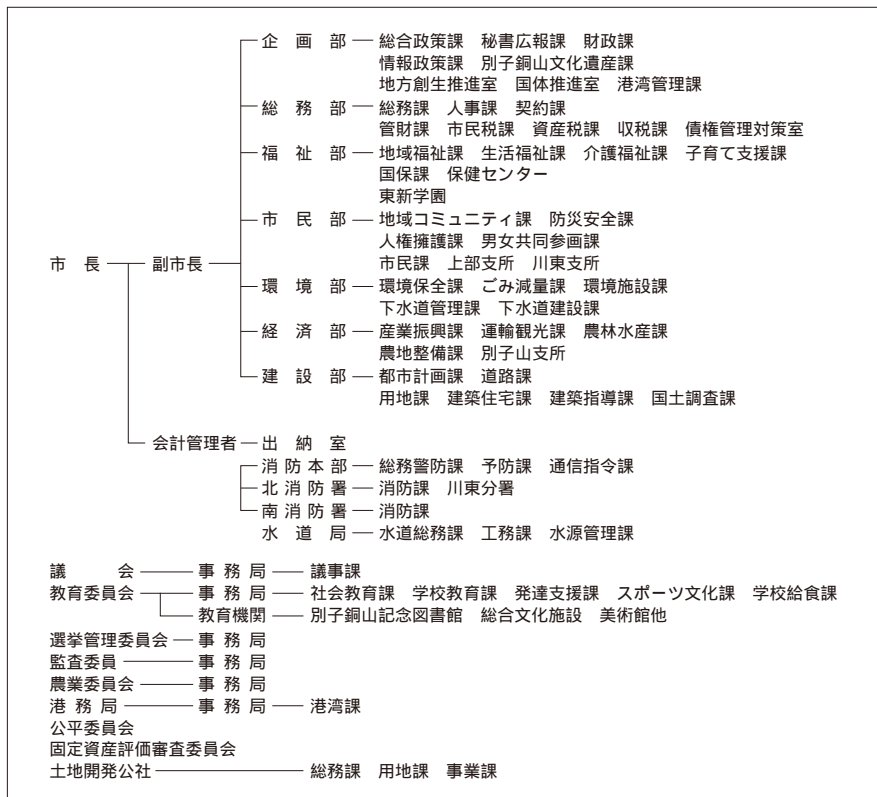 企画部 総合政策課 秘書広報課 財政課
情報政策課 別子銅山文化遺産課
地方創生推進室 国体推進室 港湾管理課
総務部 総務課 人事課 契約課
管財課 市民税課 資産税課 収税課 債権管理対策室
福祉部 地域福祉課 生活福祉課 介護福祉課 子育て支援課
国保課 保健センター
東新学園
市民部 地域コミュニティ課 防災安全課
人権擁護課 男女共同参画課
市民課 上部支所 川東支所
市長 副市長
環境部 環境保全課 ごみ減量課 環境施設課
下水道管理課 下水道建設課
経済部 産業振興課 運輸観光課 農林水産課
農地整備課 別子山支所
建設部 都市計画課 道路課
用地課 建築住宅課 建築指導課 国土調査課
会計管理者 出納室
消防本部 総務警防課 予防課 通信指令課
北消防署 消防課 川東分署
南消防署 消防課
水道局 水道総務課 工務課 水源管理課
議会 事務局 議事課
教育委員会 事務局 社会教育課 学校教育課 発達支援課 スポーツ文化課 学校給食課
教育機関 別子銅山記念図書館 総合文化施設 美術館他
選挙管理委員会 事務局
監査委員 事務局
農業委員会 事務局
港務局 事務局 港湾課
公平委員会
固定資産評価審査委員会
土地開発公社 総務課 用地課 事業課